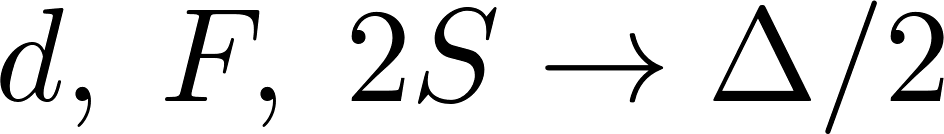 d, F, 2S → Δ/2